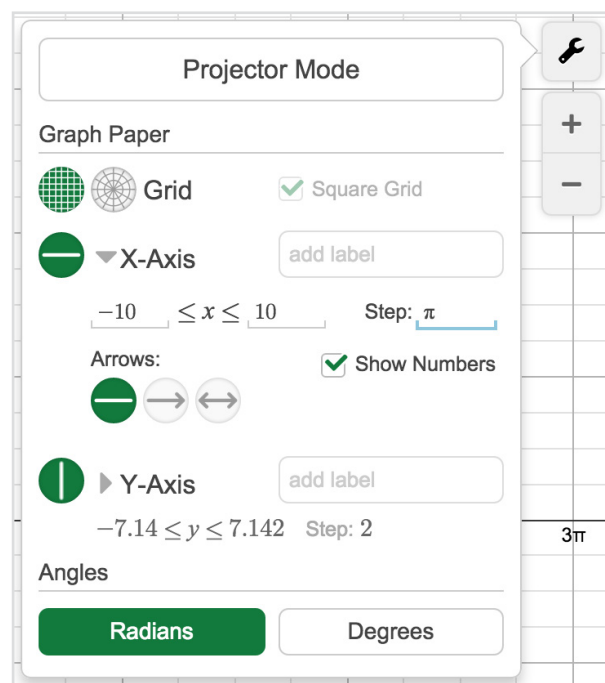 Projector Mode
Graph Paper
Grid
Square Grid
X-Axis
add label
−10 ≤ x ≤ 10 Step: π
Arrows:
Show Numbers
Y-Axis
add label
−7.14 ≤ y ≤ 7.142 Step: 2
Angles
Radians
Degrees
+
−
3π